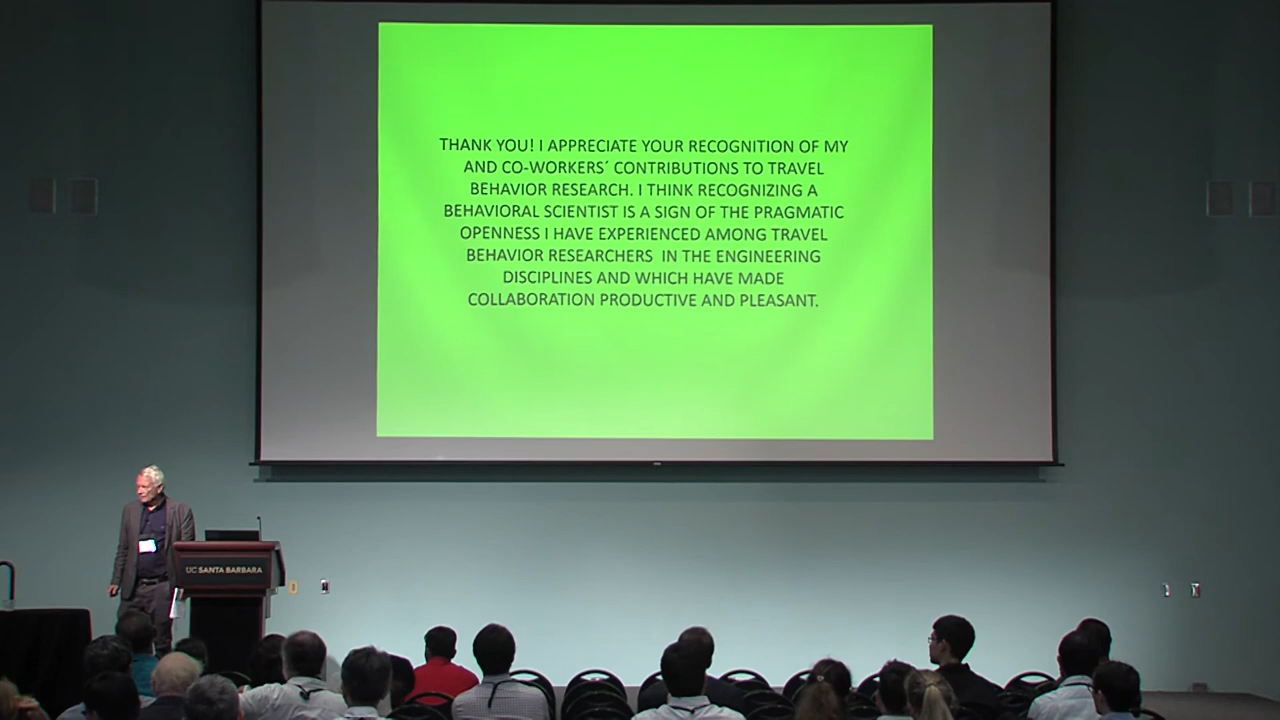 THANK YOU! I APPRECIATE YOUR RECOGNITION OF MY
AND CO-WORKERS´ CONTRIBUTIONS TO TRAVEL
BEHAVIOR RESEARCH. I THINK RECOGNIZING A
BEHAVIORAL SCIENTIST IS A SIGN OF THE PRAGMATIC
OPENNESS I HAVE EXPERIENCED AMONG TRAVEL
BEHAVIOR RESEARCHERS  IN THE ENGINEERING
DISCIPLINES AND WHICH HAVE MADE
COLLABORATION PRODUCTIVE AND PLEASANT.
UC SANTA BARBARA